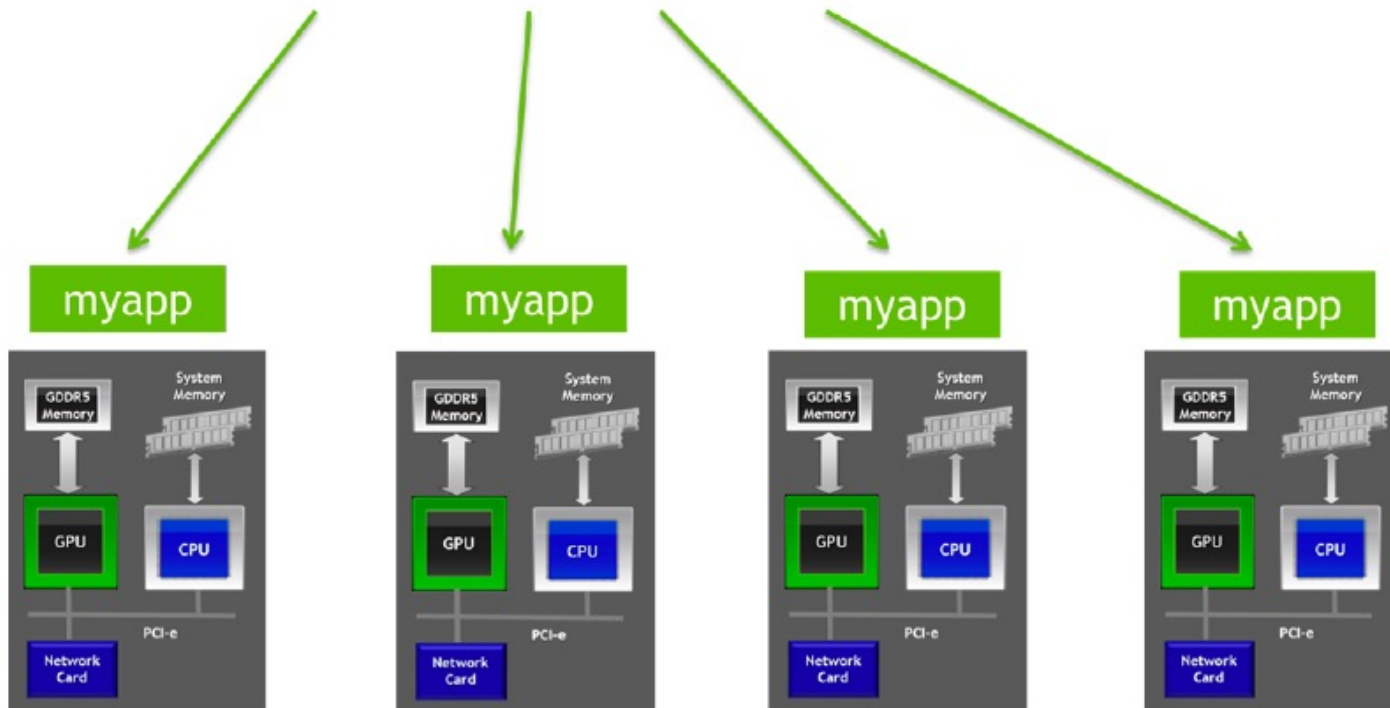 myapp
myapp
myapp
myapp
GDDR5
Memory
System
Memory
GPU
CPU
PCI-e
Network
Card
GDDR5
Memory
System
Memory
GPU
CPU
PCI-e
Network
Card
GDDR5
Memory
System
Memory
GPU
CPU
PCI-e
Network
Card
GDDR5
Memory
System
Memory
GPU
CPU
PCI-e
Network
Card